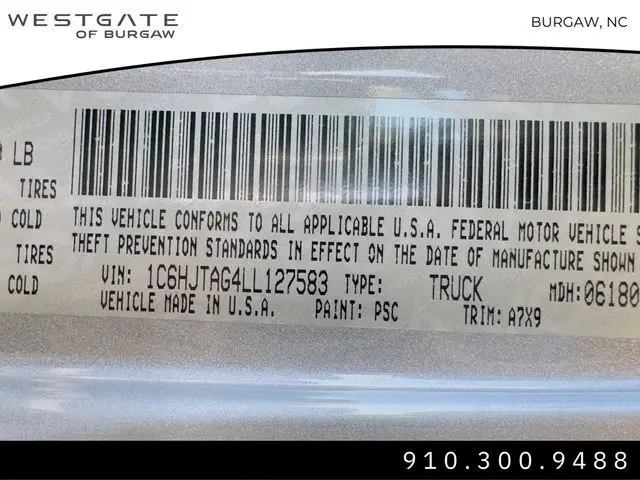 WESTGATE
OF BURGAW
BURGAW, NC
LB
TIRES
COLD
THIS VEHICLE CONFORMS TO ALL APPLICABLE U.S.A. FEDERAL MOTOR VEHICLE S
THEFT PREVENTION STANDARDS IN EFFECT ON THE DATE OF MANUFACTURE SHOWN
TIRES
COLD
VIN: 1C6HJTAG4LL127583 TYPE: TRUCK MDH:06180
VEHICLE MADE IN U.S.A. PAINT: PSC TRIM: A7X9
910.300.9488